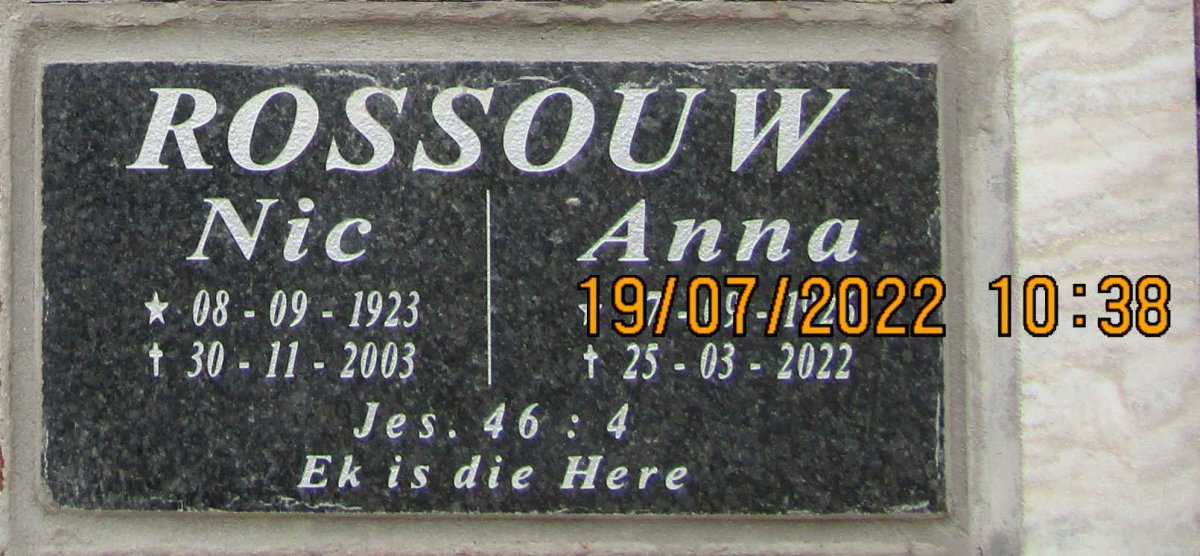 ROSSOUW
Nic
Anna
★ 08 - 09 - 1923
19/07/2022 10:38
✝ 30 - 11 - 2003
✝ 25 - 03 - 2022
Jes. 46 : 4
Ek is die Here